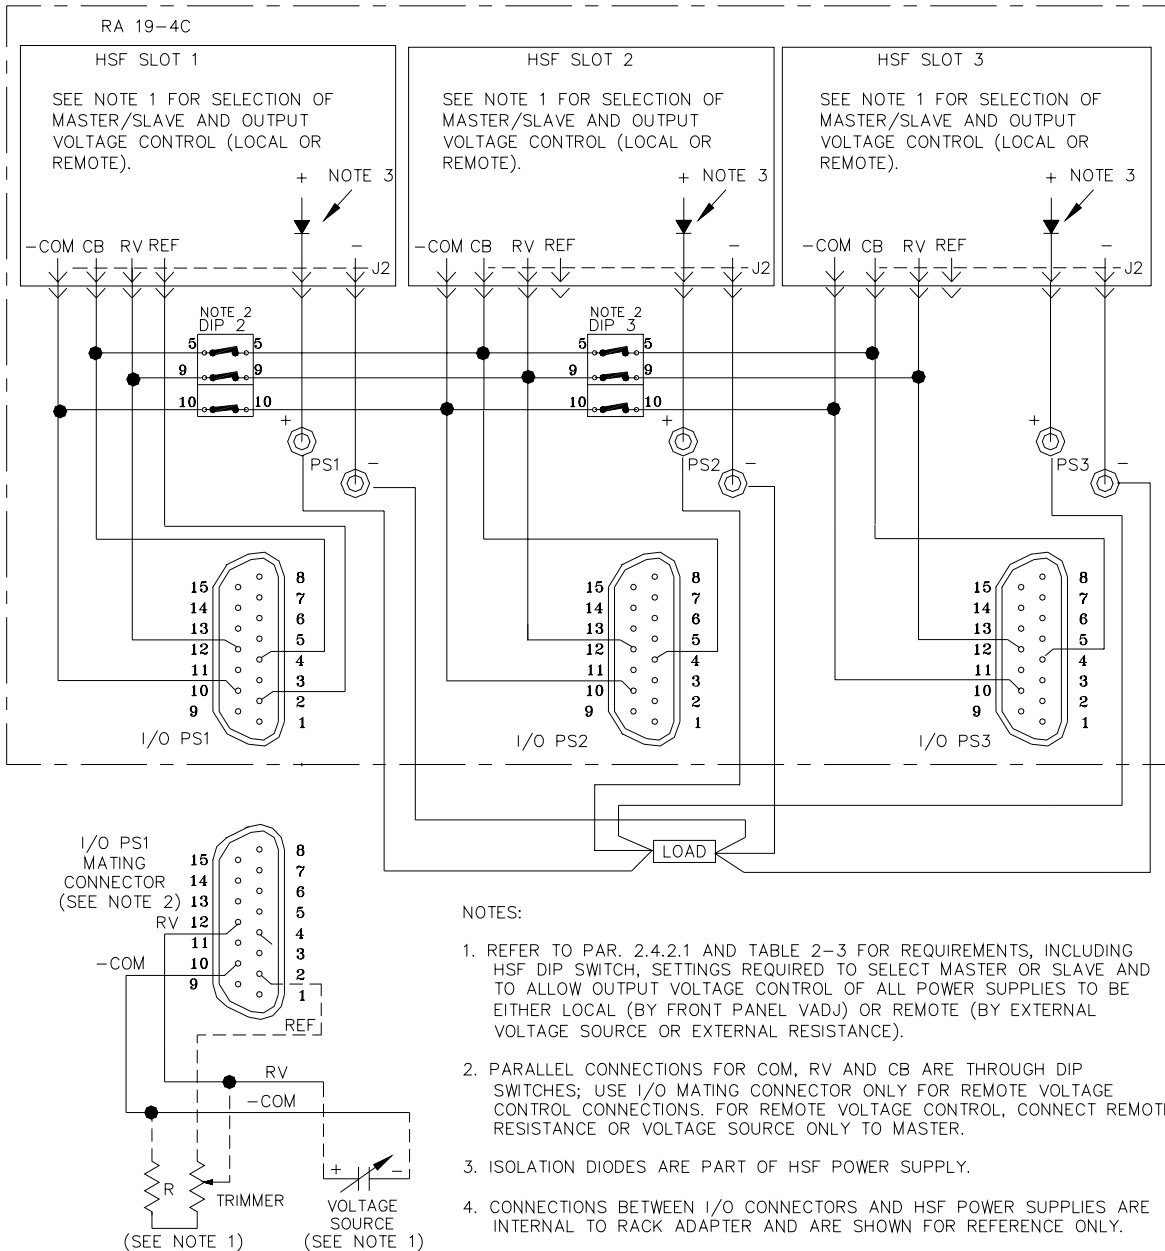 RA 19-4C
HSF SLOT 1
SEE NOTE 1 FOR SELECTION OF
MASTER/SLAVE AND OUTPUT
VOLTAGE CONTROL (LOCAL OR
REMOTE).
+ NOTE 3
-COM CB RV REF -
J2
HSF SLOT 2
SEE NOTE 1 FOR SELECTION OF
MASTER/SLAVE AND OUTPUT
VOLTAGE CONTROL (LOCAL OR
REMOTE).
+ NOTE 3
-COM CB RV REF -
J2
HSF SLOT 3
SEE NOTE 1 FOR SELECTION OF
MASTER/SLAVE AND OUTPUT
VOLTAGE CONTROL (LOCAL OR
REMOTE).
+ NOTE 3
-COM CB RV REF -
J2
NOTE 2
DIP 2
5 5
9 9
10 10
NOTE 2
DIP 3
5 5
9 9
10 10
+ PS1 -
+ PS2 -
+ PS3 -
15 8
14 7
13 6
12 5
11 4
10 3
9 2
1
I/O PS1
15 8
14 7
13 6
12 5
11 4
10 3
9 2
1
I/O PS2
15 8
14 7
13 6
12 5
11 4
10 3
9 2
1
I/O PS3
LOAD
I/O PS1
MATING
CONNECTOR
(SEE NOTE 2)
15 8
14 7
13 6
RV 12 5
11 4
-COM 10 3
9 2
1
REF
RV
-COM
R
TRIMMER
(SEE NOTE 1)
+ -
VOLTAGE
SOURCE
(SEE NOTE 1)
NOTES:
1. REFER TO PAR. 2.4.2.1 AND TABLE 2-3 FOR REQUIREMENTS, INCLUDING
HSF DIP SWITCH, SETTINGS REQUIRED TO SELECT MASTER OR SLAVE AND
TO ALLOW OUTPUT VOLTAGE CONTROL OF ALL POWER SUPPLIES TO BE
EITHER LOCAL (BY FRONT PANEL VADJ) OR REMOTE (BY EXTERNAL
VOLTAGE SOURCE OR EXTERNAL RESISTANCE).
2. PARALLEL CONNECTIONS FOR COM, RV AND CB ARE THROUGH DIP
SWITCHES; USE I/O MATING CONNECTOR ONLY FOR REMOTE VOLTAGE
CONTROL CONNECTIONS. FOR REMOTE VOLTAGE CONTROL, CONNECT REMOTE
RESISTANCE OR VOLTAGE SOURCE ONLY TO MASTER.
3. ISOLATION DIODES ARE PART OF HSF POWER SUPPLY.
4. CONNECTIONS BETWEEN I/O CONNECTORS AND HSF POWER SUPPLIES ARE
INTERNAL TO RACK ADAPTER AND ARE SHOWN FOR REFERENCE ONLY.